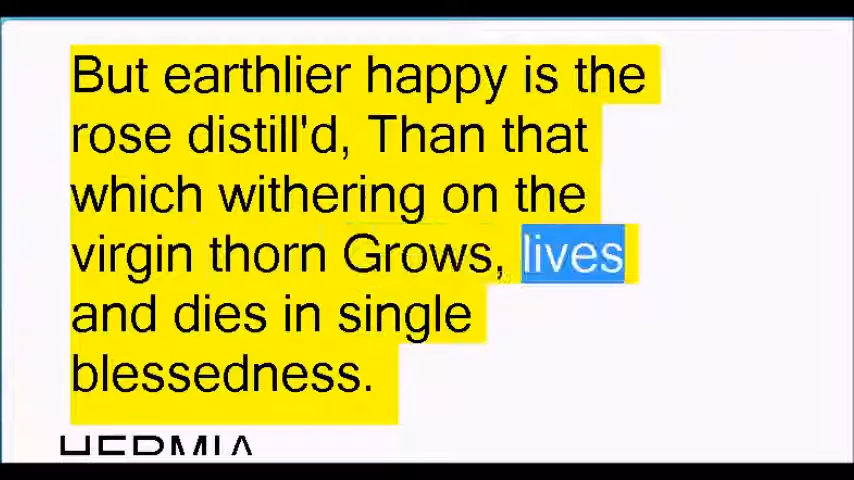 But earthlier happy is the
rose distill'd, Than that
which withering on the
virgin thorn Grows, lives
and dies in single
blessedness.
HERMIA